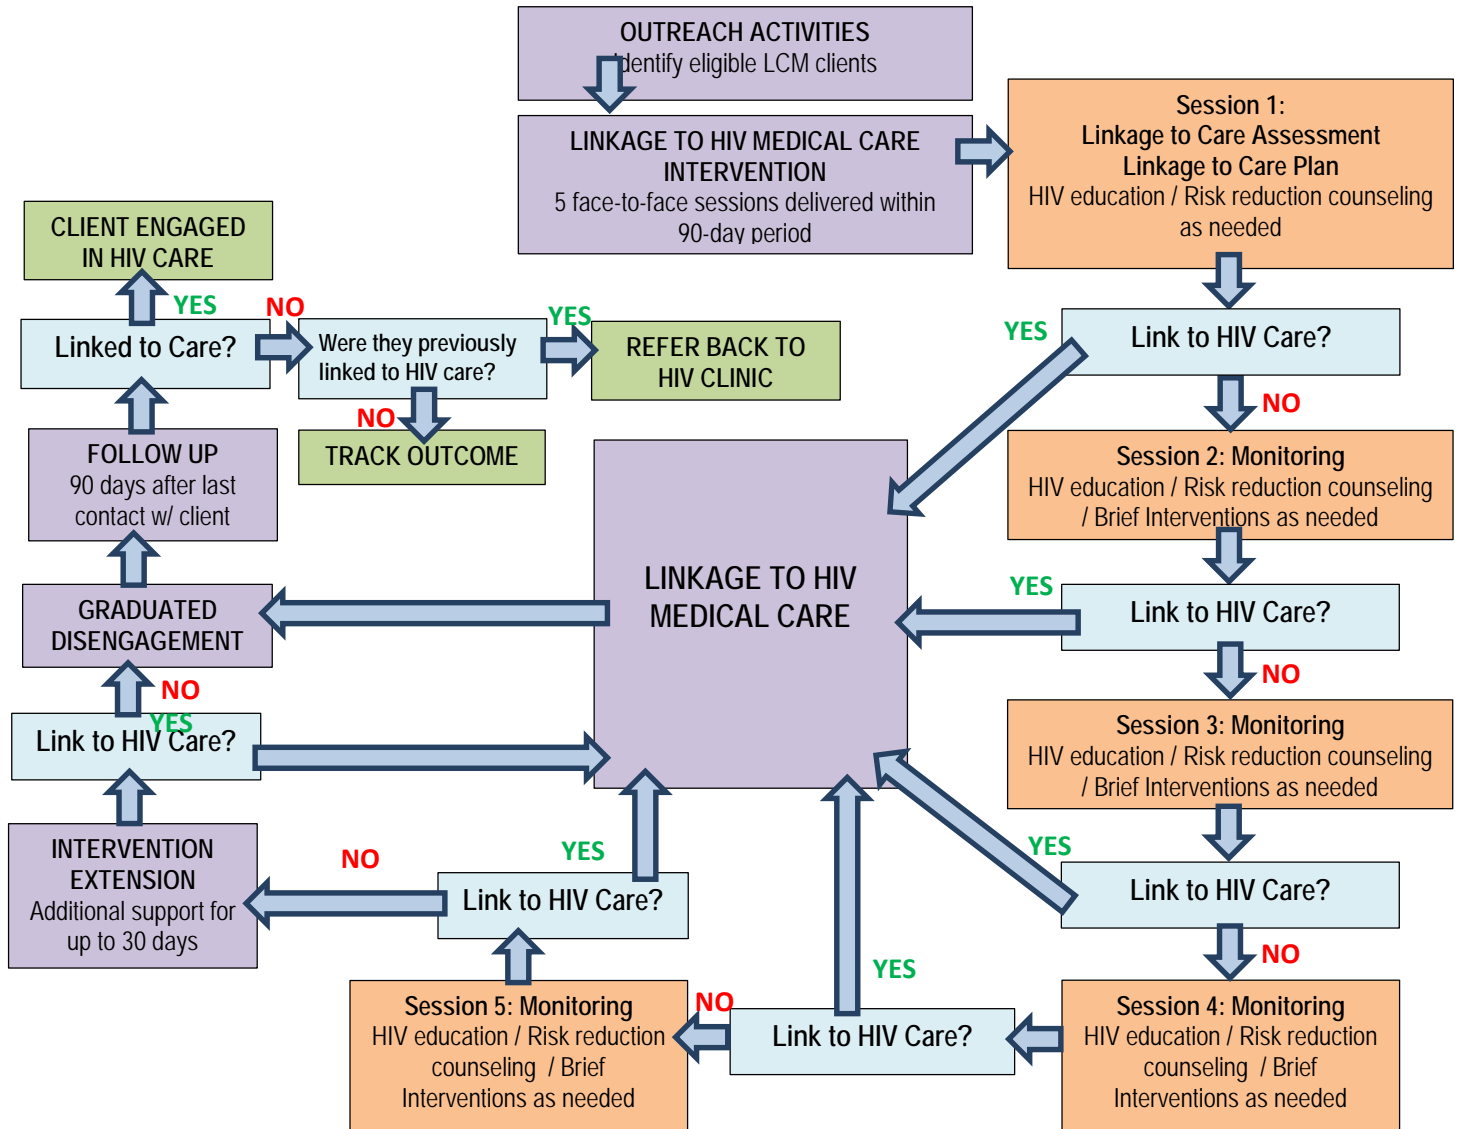 OUTREACH ACTIVITIES
Identify eligible LCM clients
LINKAGE TO HIV MEDICAL CARE
INTERVENTION
5 face-to-face sessions delivered within
90-day period
Session 1:
Linkage to Care Assessment
Linkage to Care Plan
HIV education / Risk reduction counseling
as needed
YES
Link to HIV Care?
NO
Session 2: Monitoring
HIV education / Risk reduction counseling
/ Brief Interventions as needed
YES
Link to HIV Care?
NO
Session 3: Monitoring
HIV education / Risk reduction counseling
/ Brief Interventions as needed
YES
Link to HIV Care?
NO
Session 4: Monitoring
HIV education / Risk reduction
counseling / Brief
Interventions as needed
YES
Link to HIV Care?
NO
Session 5: Monitoring
HIV education / Risk reduction
counseling / Brief
Interventions as needed
YES
Link to HIV Care?
NO
INTERVENTION
EXTENSION
Additional support for
up to 30 days
Link to HIV Care?
YES
NO
LINKAGE TO HIV
MEDICAL CARE
GRADUATED
DISENGAGEMENT
FOLLOW UP
90 days after last
contact w/ client
Linked to Care?
YES
CLIENT ENGAGED
IN HIV CARE
NO
Were they previously
linked to HIV care?
YES
REFER BACK TO
HIV CLINIC
NO
TRACK OUTCOME